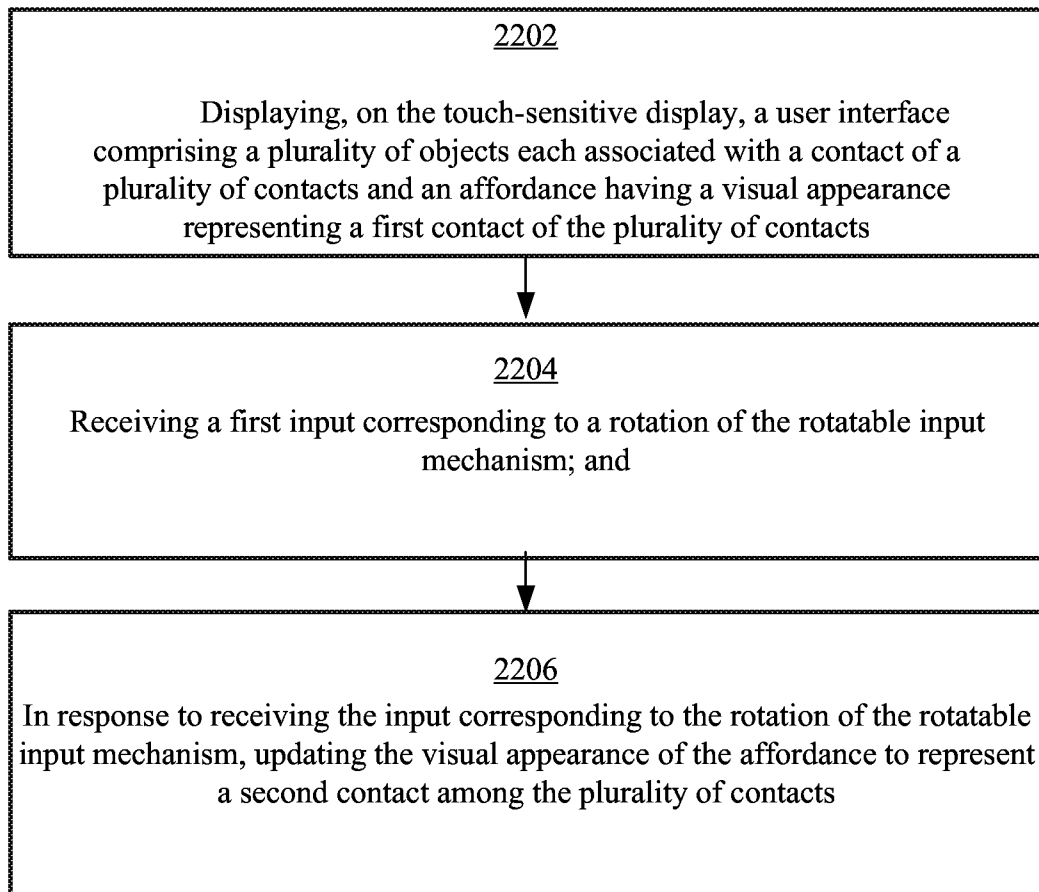 2202
Displaying, on the touch-sensitive display, a user interface
comprising a plurality of objects each associated with a contact of a
plurality of contacts and an affordance having a visual appearance
representing a first contact of the plurality of contacts
2204
Receiving a first input corresponding to a rotation of the rotatable input
mechanism; and
2206
In response to receiving the input corresponding to the rotation of the rotatable
input mechanism, updating the visual appearance of the affordance to represent
a second contact among the plurality of contacts